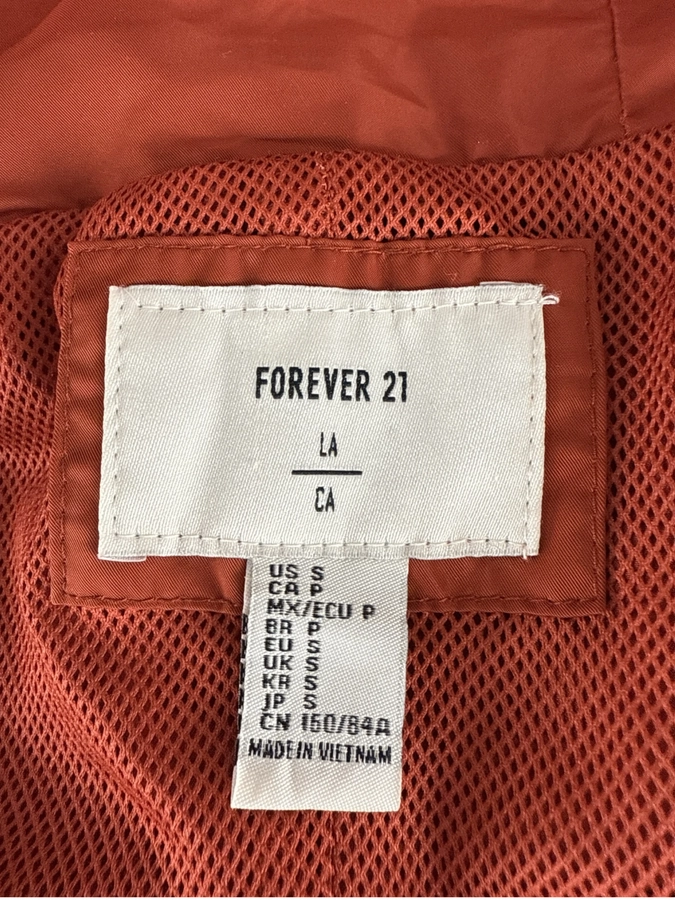 FOREVER 21
LA
CA
US S
CA P
MX/ECU P
BR P
EU S
UK S
KR S
JP S
CN 160/84A
MADE IN VIETNAM